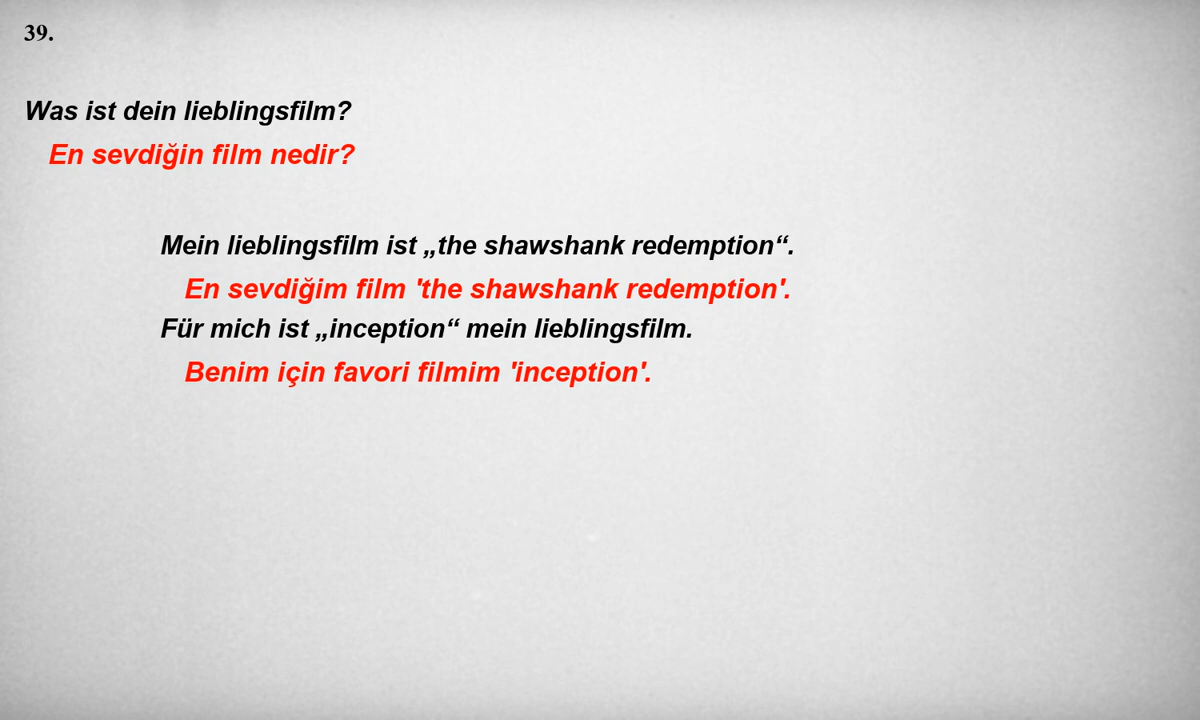 39.
Was ist dein lieblingsfilm?
En sevdiğin film nedir?
Mein lieblingsfilm ist „the shawshank redemption“.
En sevdiğim film 'the shawshank redemption'.
Für mich ist „inception“ mein lieblingsfilm.
Benim için favori filmim 'inception'.